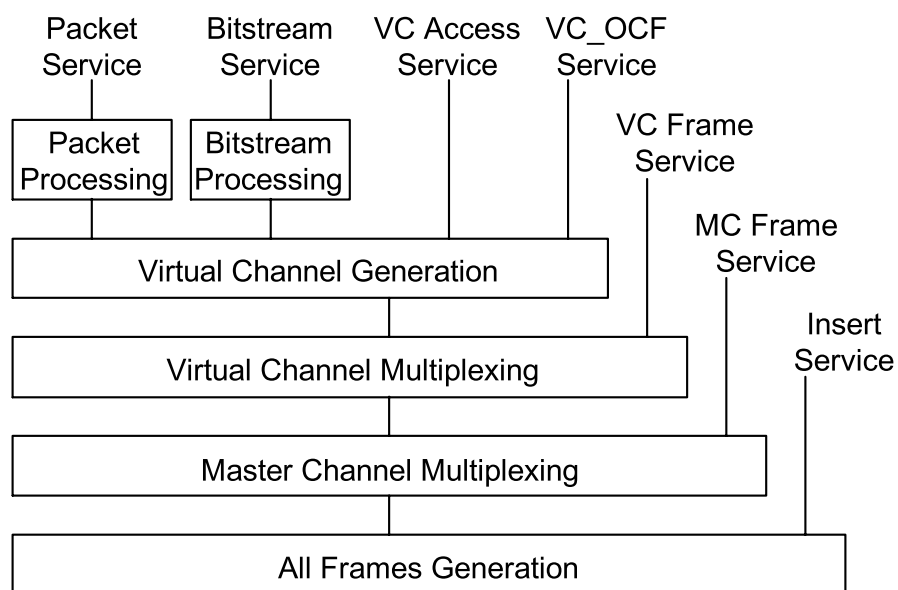 Packet
Service
Bitstream
Service
VC Access
Service
VC_OCF
Service
Packet
Processing
Bitstream
Processing
VC Frame
Service
MC Frame
Service
Virtual Channel Generation
Insert
Service
Virtual Channel Multiplexing
Master Channel Multiplexing
All Frames Generation